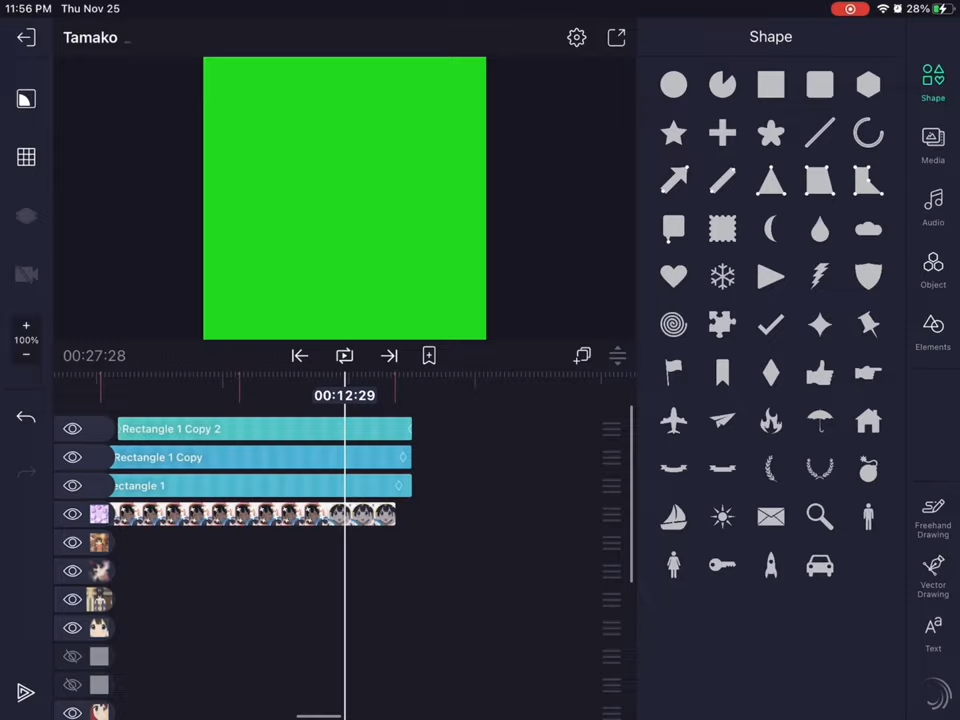 11:56 PM Thu Nov 25
28%
Tamako
Shape
Shape
Media
Audio
Object
Elements
Freehand
Drawing
Vector
Drawing
Text
+
100%
−
00:27:28
00:12:29
Rectangle 1 Copy 2
Rectangle 1 Copy
ectangle 1